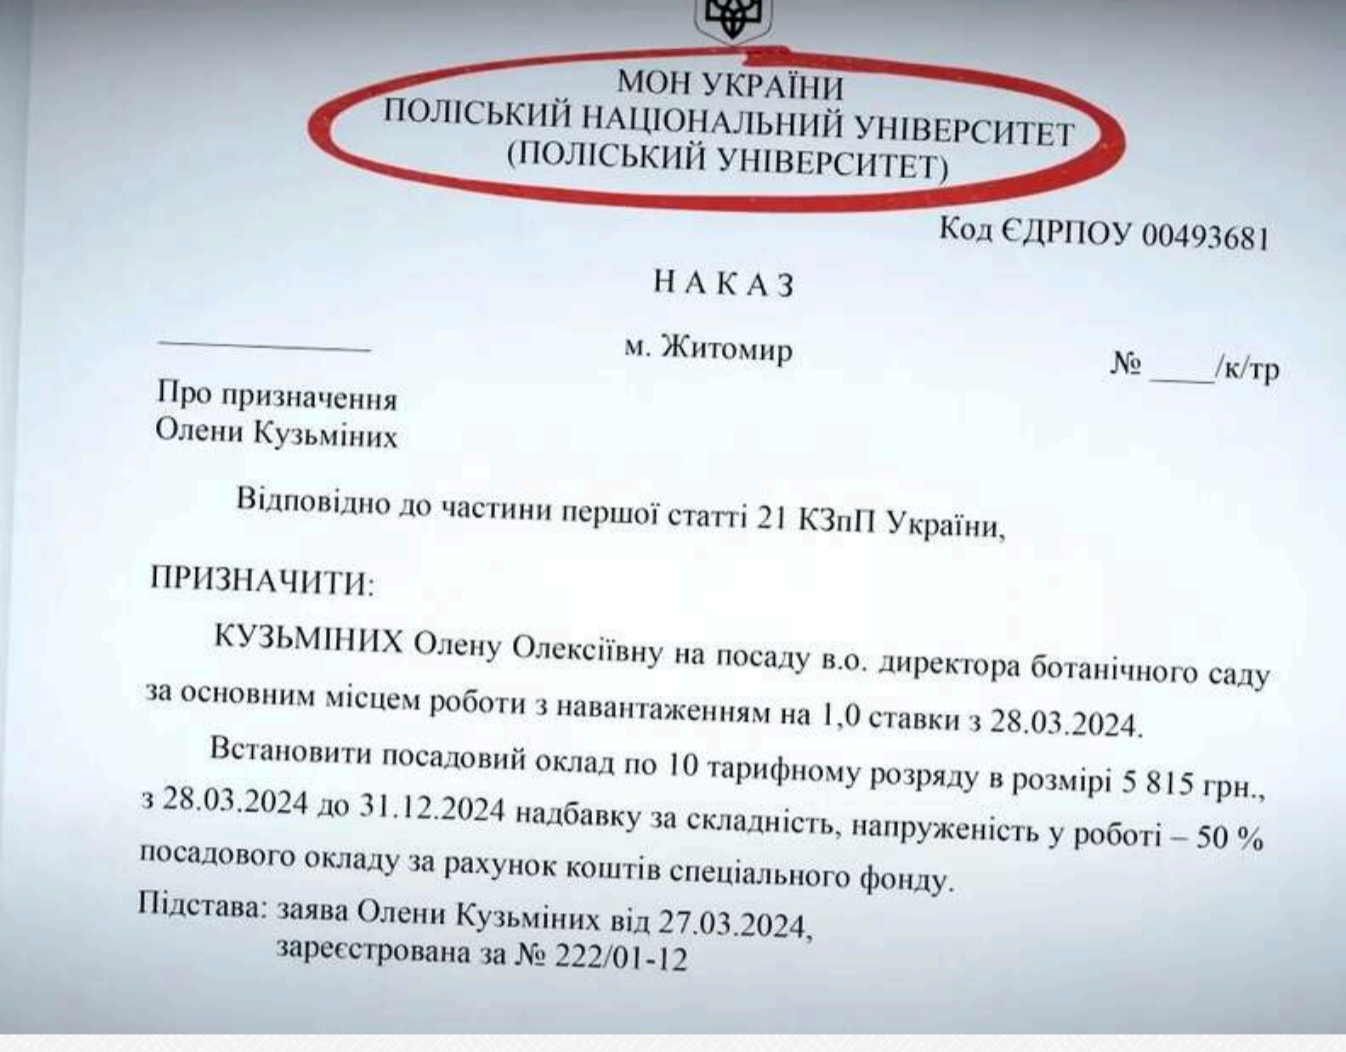 МОН УКРАЇНИ
ПОЛІСЬКИЙ НАЦІОНАЛЬНИЙ УНІВЕРСИТЕТ
(ПОЛІСЬКИЙ УНІВЕРСИТЕТ)
Код ЄДРПОУ 00493681
Н А К А З
____________ м. Житомир № ____/к/тр
Про призначення
Олени Кузьміних
Відповідно до частини першої статті 21 КЗпП України,
ПРИЗНАЧИТИ:
КУЗЬМІНИХ Олену Олексіївну на посаду в.о. директора ботанічного саду
за основним місцем роботи з навантаженням на 1,0 ставки з 28.03.2024.
Встановити посадовий оклад по 10 тарифному розряду в розмірі 5 815 грн.,
з 28.03.2024 до 31.12.2024 надбавку за складність, напруженість у роботі – 50 %
посадового окладу за рахунок коштів спеціального фонду.
Підстава: заява Олени Кузьміних від 27.03.2024,
зареєстрована за № 222/01-12